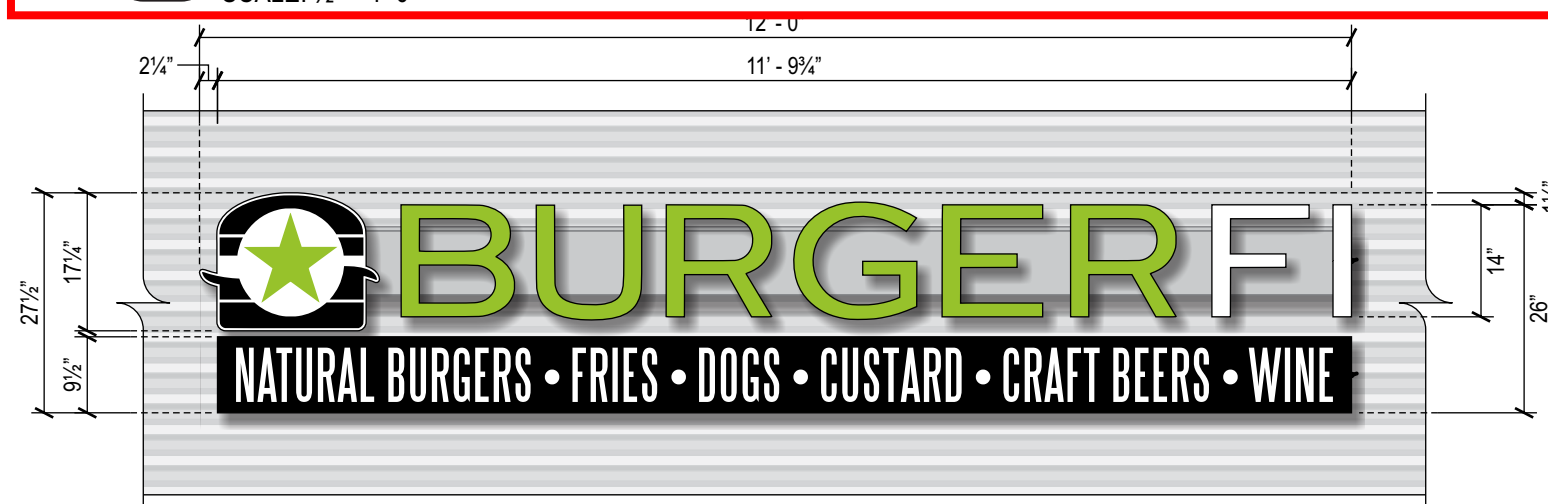 12' - 0"
2¼”
11' - 9¾”
BURGERFI
17¼”
27½”
14”
26”
9½”
NATURAL BURGERS • FRIES • DOGS • CUSTARD • CRAFT BEERS • WINE